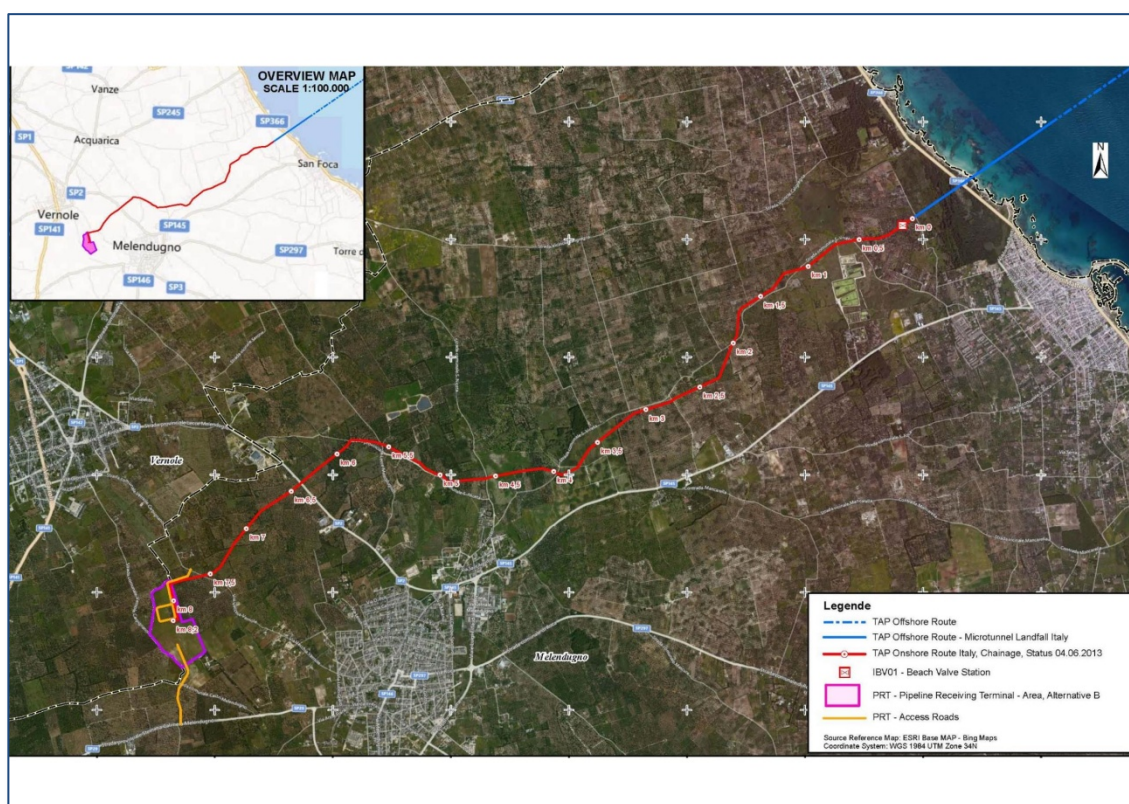 OVERVIEW MAP
SCALE 1:100.000
Vanze
SP245
SP1
Acquarica
SP366
San Foca
SP2
Vernole
SP141
SP145
Melendugno
SP297
Torre d
SP146
SP3
km 0
km 0,5
km 1
km 1,5
km 2
km 2,5
km 3
km 3,5
km 4
km 4,5
km 5
km 5,5
km 6
km 6,5
km 7
km 7,5
km 8
km 8,2
Vernole
Melendugno
N
Legende
TAP Offshore Route
TAP Offshore Route - Microtunnel Landfall Italy
TAP Onshore Route Italy, Chainage, Status 04.06.2013
IBV01 - Beach Valve Station
PRT - Pipeline Receiving Terminal - Area, Alternative B
PRT - Access Roads
Source Reference Map: ESRI Base MAP - Bing Maps
Coordinate System: WGS 1984 UTM Zone 34N